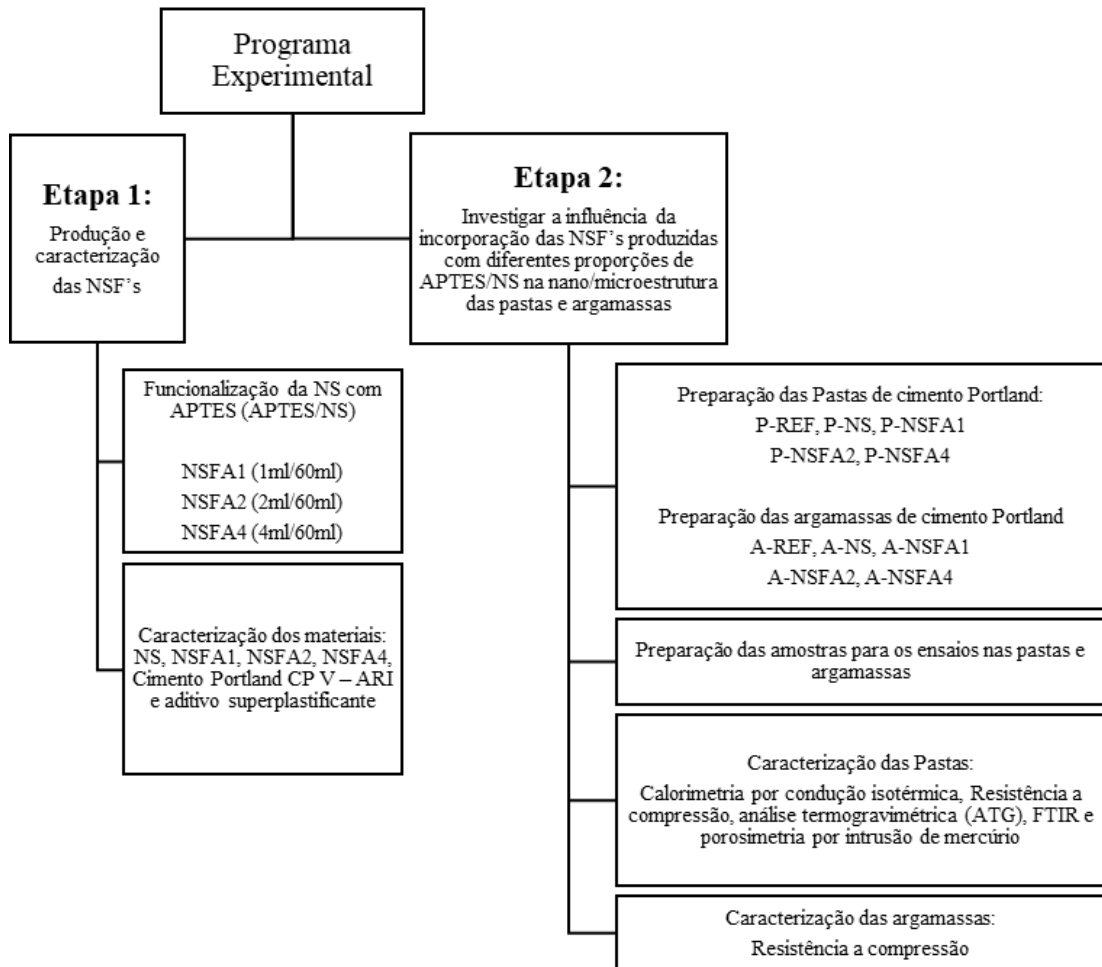 Programa
Experimental
Etapa 1:
Produção e
caracterização
das NSF's
Etapa 2:
Investigar a influência da
incorporação das NSF's produzidas
com diferentes proporções de
APTES/NS na nano/microestrutura
das pastas e argamassas
Funcionalização da NS com
APTES (APTES/NS)
NSFA1 (1ml/60ml)
NSFA2 (2ml/60ml)
NSFA4 (4ml/60ml)
Caracterização dos materiais:
NS, NSFA1, NSFA2, NSFA4,
Cimento Portland CP V – ARI
e aditivo superplastificante
Preparação das Pastas de cimento Portland:
P-REF, P-NS, P-NSFA1
P-NSFA2, P-NSFA4
Preparação das argamassas de cimento Portland
A-REF, A-NS, A-NSFA1
A-NSFA2, A-NSFA4
Preparação das amostras para os ensaios nas pastas e
argamassas
Caracterização das Pastas:
Calorimetria por condução isotérmica, Resistência a
compressão, análise termogravimétrica (ATG), FTIR e
porosimetria por intrusão de mercúrio
Caracterização das argamassas:
Resistência a compressão